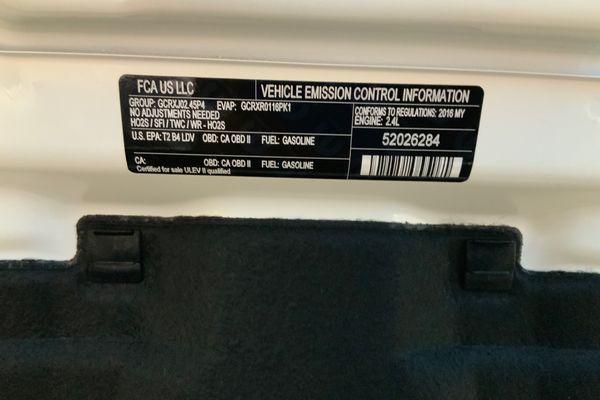 FCA US LLC
VEHICLE EMISSION CONTROL INFORMATION
GROUP: GCRXJ02.4SP4 EVAP: GCRXR0116PK1
NO ADJUSTMENTS NEEDED
HO2S / SFI / TWC / WR - HO2S
CONFORMS TO REGULATIONS: 2016 MY
ENGINE: 2.4L
U.S. EPA: T2 B4 LDV OBD: CA OBD II FUEL: GASOLINE
52026284
CA: OBD: CA OBD II FUEL: GASOLINE
Certified for sale ULEV II qualified